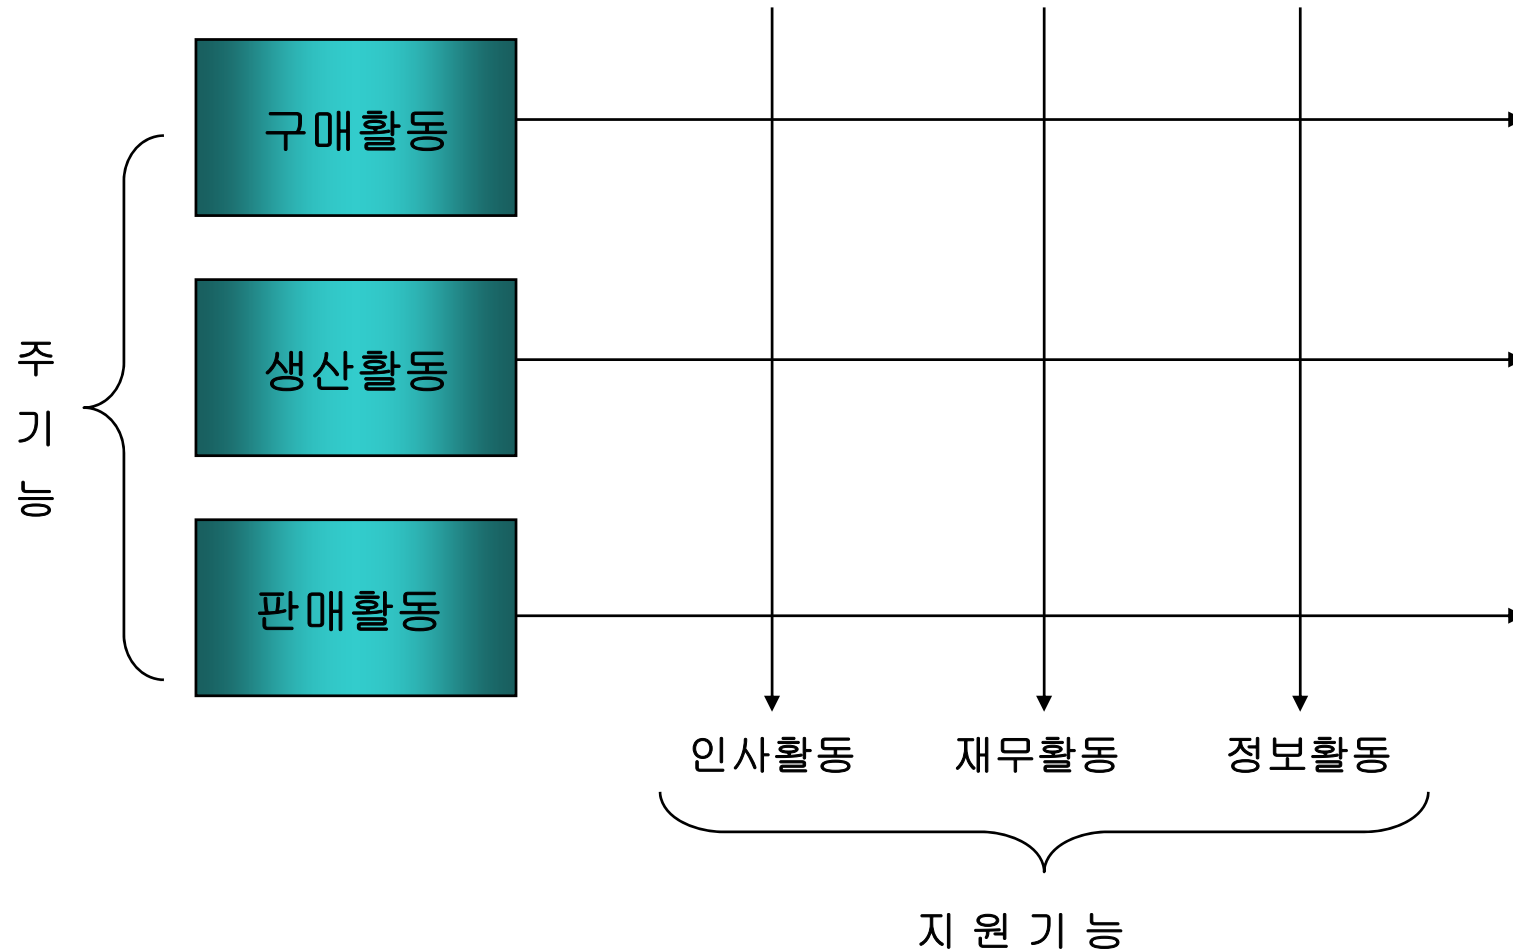 구매활동
생산활동
주
기
능
판매활동
인사활동 재무활동 정보활동
지 원 기 능